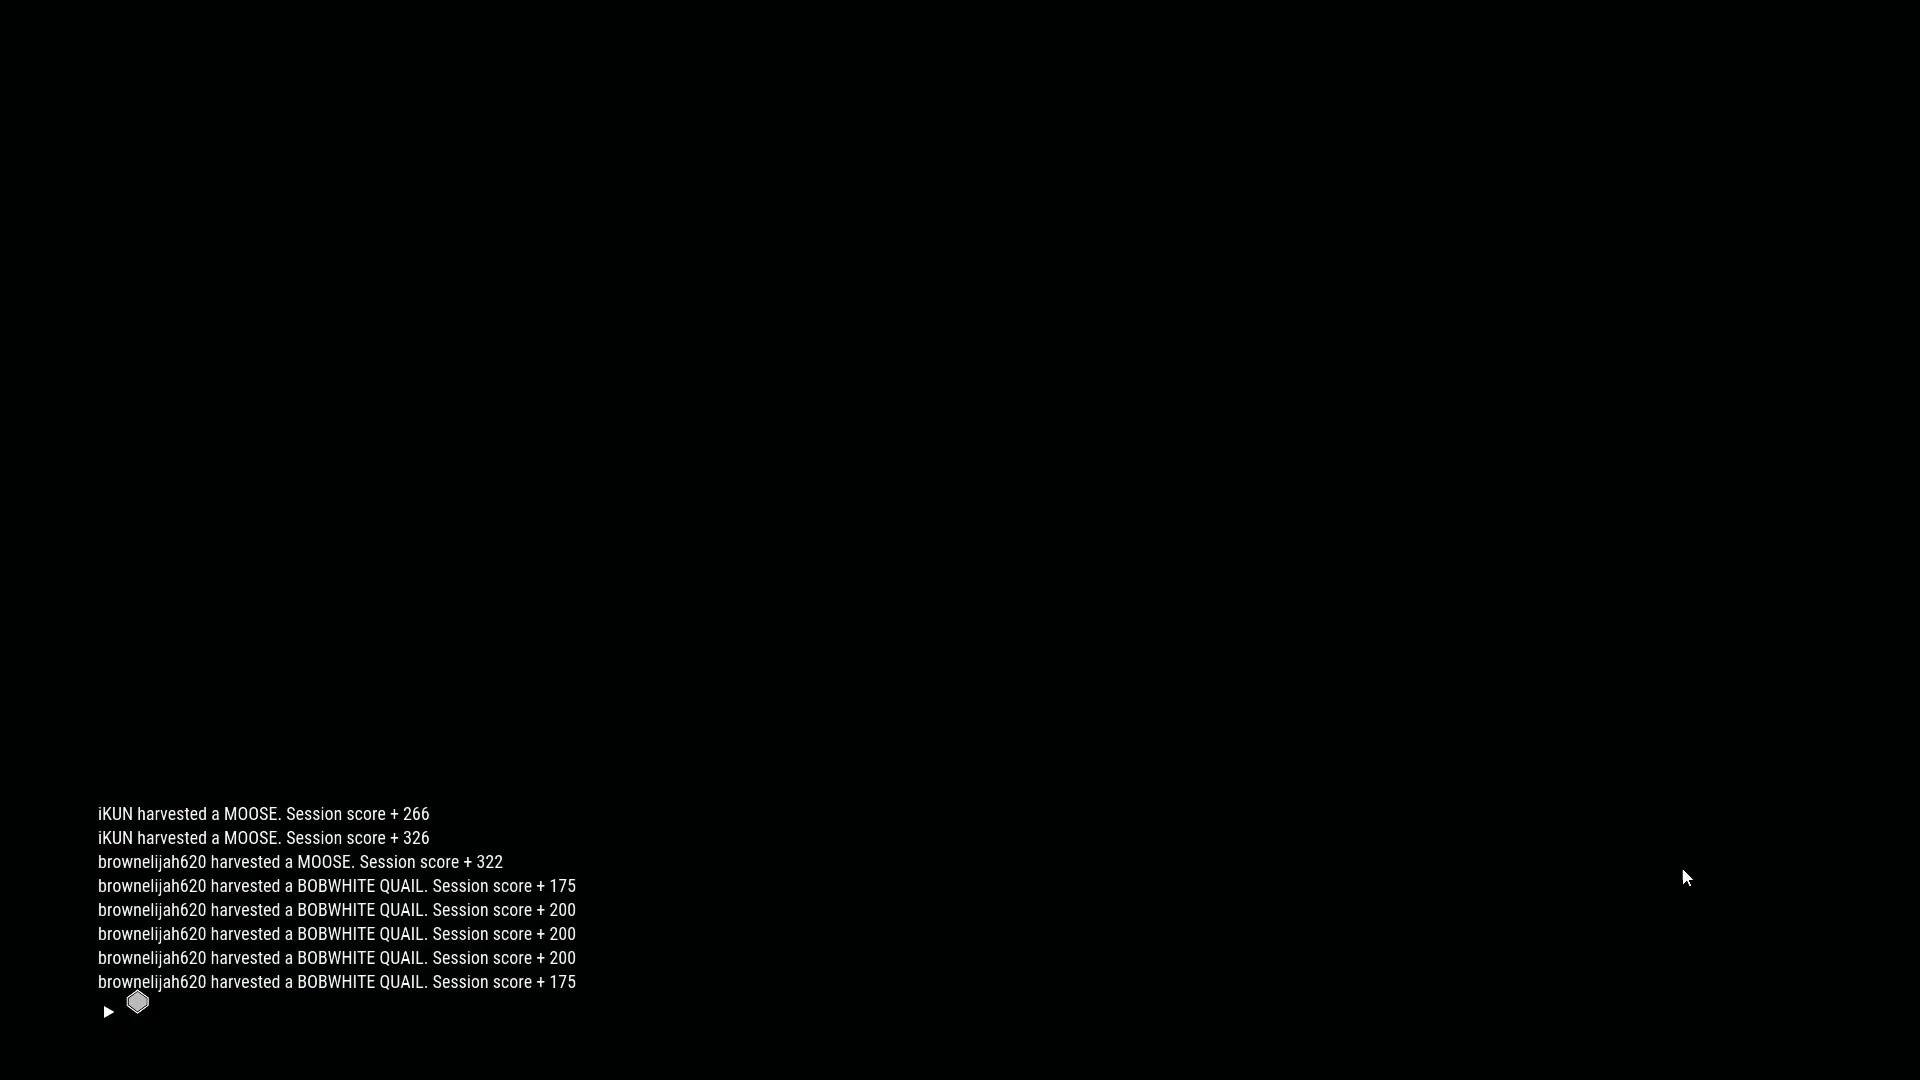 iKUN harvested a MOOSE. Session score + 266
iKUN harvested a MOOSE. Session score + 326
brownelijah620 harvested a MOOSE. Session score + 322
brownelijah620 harvested a BOBWHITE QUAIL. Session score + 175
brownelijah620 harvested a BOBWHITE QUAIL. Session score + 200
brownelijah620 harvested a BOBWHITE QUAIL. Session score + 200
brownelijah620 harvested a BOBWHITE QUAIL. Session score + 200
brownelijah620 harvested a BOBWHITE QUAIL. Session score + 175